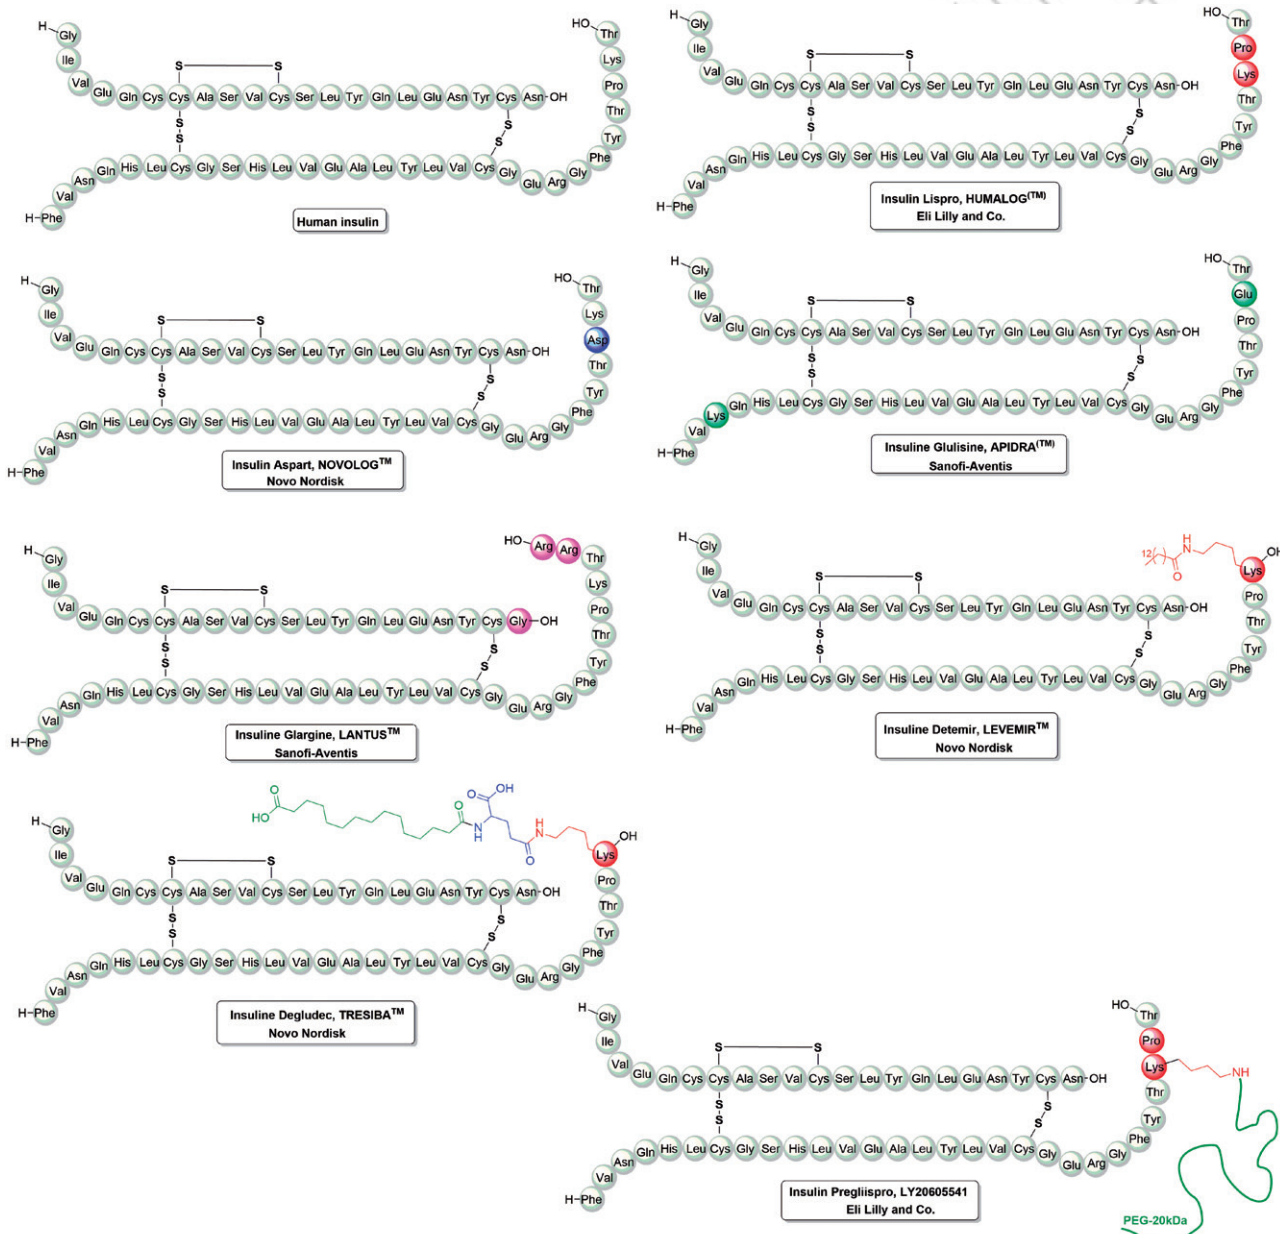 H-Gly Ile Val Glu Gln Cys Cys Ala Ser Val Cys Ser Leu Tyr Gln Leu Glu Asn Tyr Cys Asn-OH
S S
S S
S S
H-Phe Val Asn Gln His Leu Cys Gly Ser His Leu Val Glu Ala Leu Tyr Leu Val Cys Gly Glu Arg Gly Phe Tyr Thr Pro Lys Thr HO
Human insulin
H-Gly Ile Val Glu Gln Cys Cys Ala Ser Val Cys Ser Leu Tyr Gln Leu Glu Asn Tyr Cys Asn-OH
S S
S S
S S
H-Phe Val Asn Gln His Leu Cys Gly Ser His Leu Val Glu Ala Leu Tyr Leu Val Cys Gly Glu Arg Gly Phe Tyr Thr Lys Pro Thr HO
Insulin Lispro, HUMALOG(TM)
Eli Lilly and Co.
H-Gly Ile Val Glu Gln Cys Cys Ala Ser Val Cys Ser Leu Tyr Gln Leu Glu Asn Tyr Cys Asn-OH
S S
S S
S S
H-Phe Val Asn Gln His Leu Cys Gly Ser His Leu Val Glu Ala Leu Tyr Leu Val Cys Gly Glu Arg Gly Phe Tyr Thr Asp Lys Thr HO
Insulin Aspart, NOVOLOG™
Novo Nordisk
H-Gly Ile Val Glu Gln Cys Cys Ala Ser Val Cys Ser Leu Tyr Gln Leu Glu Asn Tyr Cys Asn-OH
S S
S S
S S
H-Phe Val Lys Gln His Leu Cys Gly Ser His Leu Val Glu Ala Leu Tyr Leu Val Cys Gly Glu Arg Gly Phe Tyr Thr Pro Glu Thr HO
Insuline Glulisine, APIDRA(TM)
Sanofi-Aventis
H-Gly Ile Val Glu Gln Cys Cys Ala Ser Val Cys Ser Leu Tyr Gln Leu Glu Asn Tyr Cys Gly-OH
S S
S S
S S
H-Phe Val Asn Gln His Leu Cys Gly Ser His Leu Val Glu Ala Leu Tyr Leu Val Cys Gly Glu Arg Gly Phe Tyr Thr Pro Lys Thr Arg Arg HO
Insuline Glargine, LANTUS™
Sanofi-Aventis
H-Gly Ile Val Glu Gln Cys Cys Ala Ser Val Cys Ser Leu Tyr Gln Leu Glu Asn Tyr Cys Asn-OH
S S
S S
S S
H-Phe Val Asn Gln His Leu Cys Gly Ser His Leu Val Glu Ala Leu Tyr Leu Val Cys Gly Glu Arg Gly Phe Tyr Thr Pro Lys OH
12 O H N
Insuline Detemir, LEVEMIR™
Novo Nordisk
O HO O N H O OH O H N
H-Gly Ile Val Glu Gln Cys Cys Ala Ser Val Cys Ser Leu Tyr Gln Leu Glu Asn Tyr Cys Asn-OH
S S
S S
S S
H-Phe Val Asn Gln His Leu Cys Gly Ser His Leu Val Glu Ala Leu Tyr Leu Val Cys Gly Glu Arg Gly Phe Tyr Thr Pro Lys OH
Insuline Degludec, TRESIBA™
Novo Nordisk
H-Gly Ile Val Glu Gln Cys Cys Ala Ser Val Cys Ser Leu Tyr Gln Leu Glu Asn Tyr Cys Asn-OH
S S
S S
S S
H-Phe Val Asn Gln His Leu Cys Gly Ser His Leu Val Glu Ala Leu Tyr Leu Val Cys Gly Glu Arg Gly Phe Tyr Thr Lys Pro Thr HO
NH
PEG-20kDa
Insulin Pregliispro, LY20605541
Eli Lilly and Co.